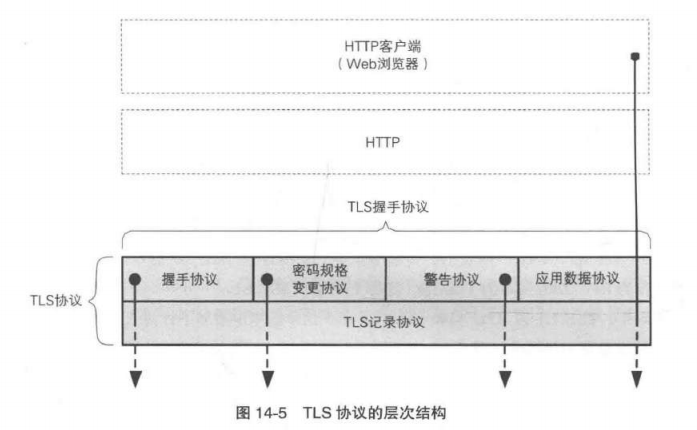 HTTP客户端
（Web浏览器）
HTTP
TLS握手协议
TLS协议
握手协议
密码规格
变更协议
警告协议
应用数据协议
TLS记录协议
图 14-5 TLS 协议的层次结构